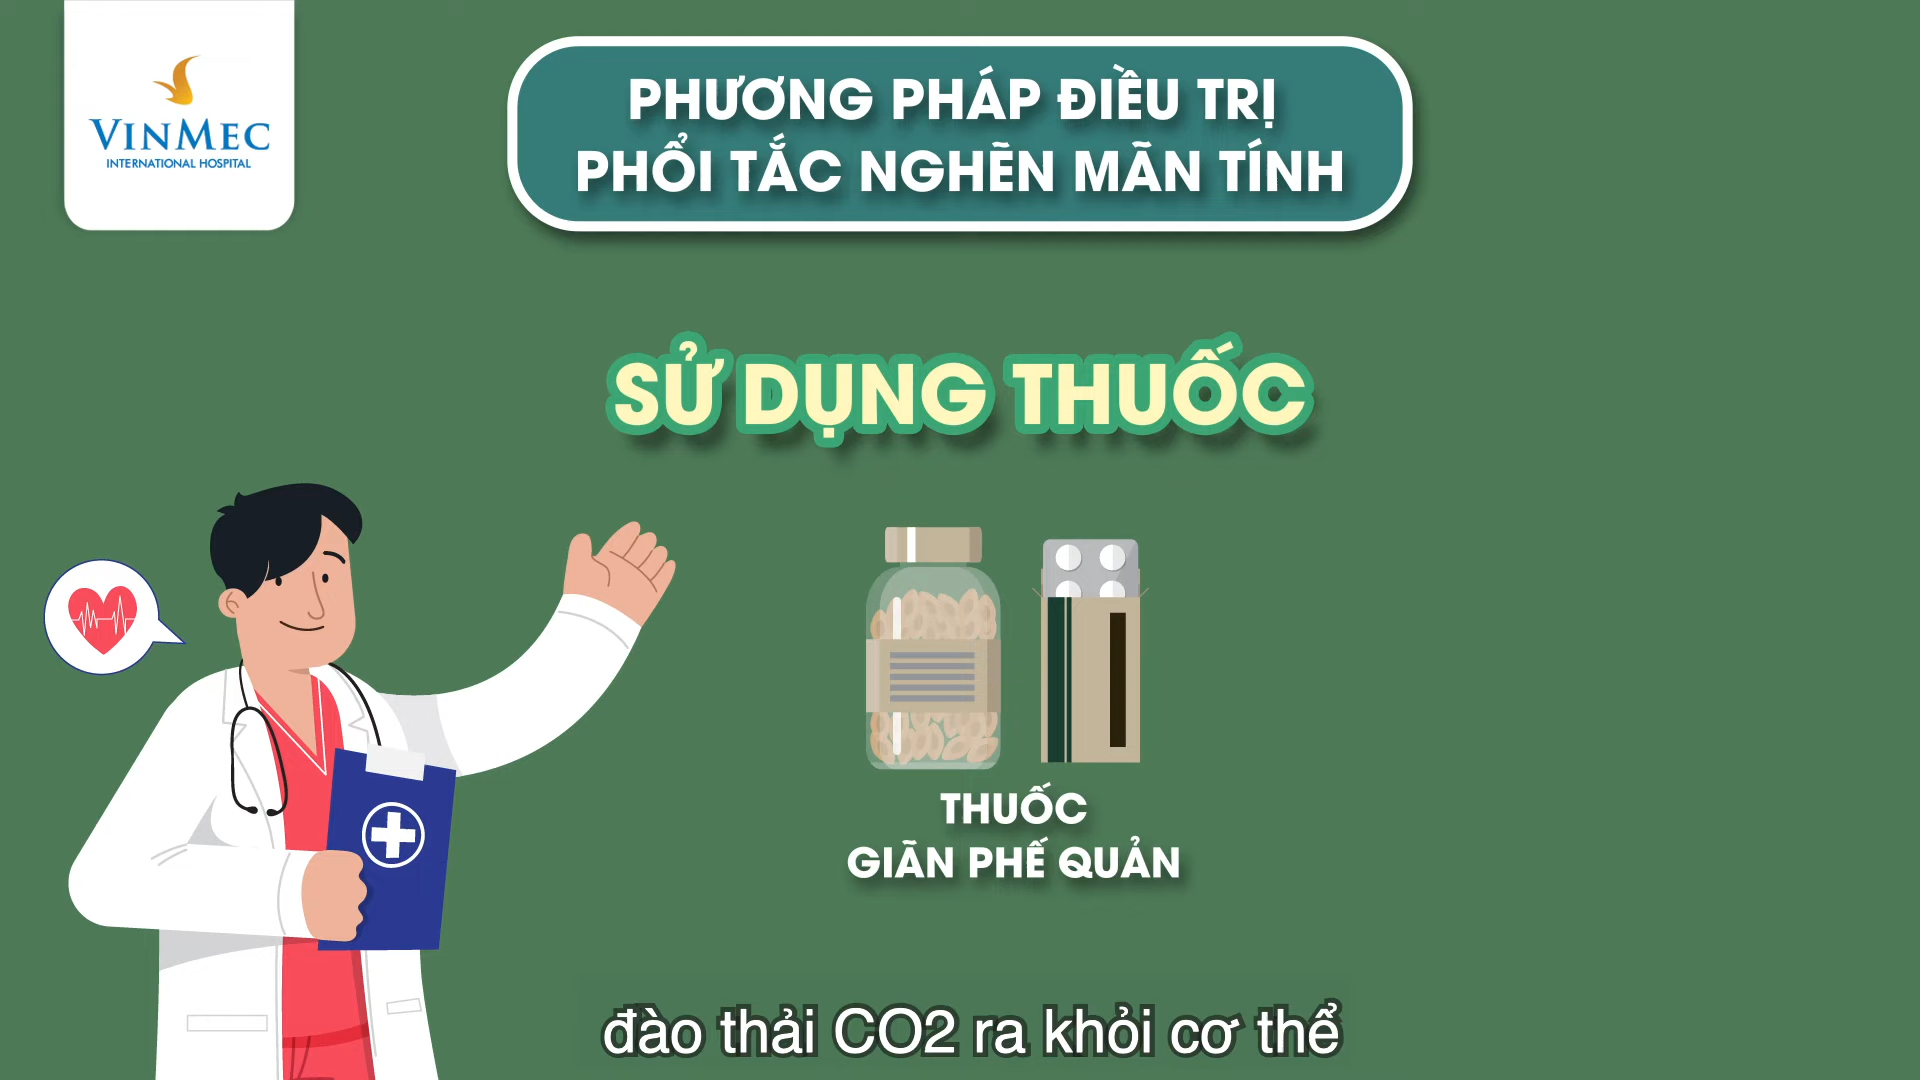 VINMEC
INTERNATIONAL HOSPITAL
PHƯƠNG PHÁP ĐIỀU TRỊ
PHỔI TẮC NGHẼN MÃN TÍNH
SỬ DỤNG THUỐC
THUỐC
GIÃN PHẾ QUẢN
đào thải CO2 ra khỏi cơ thể